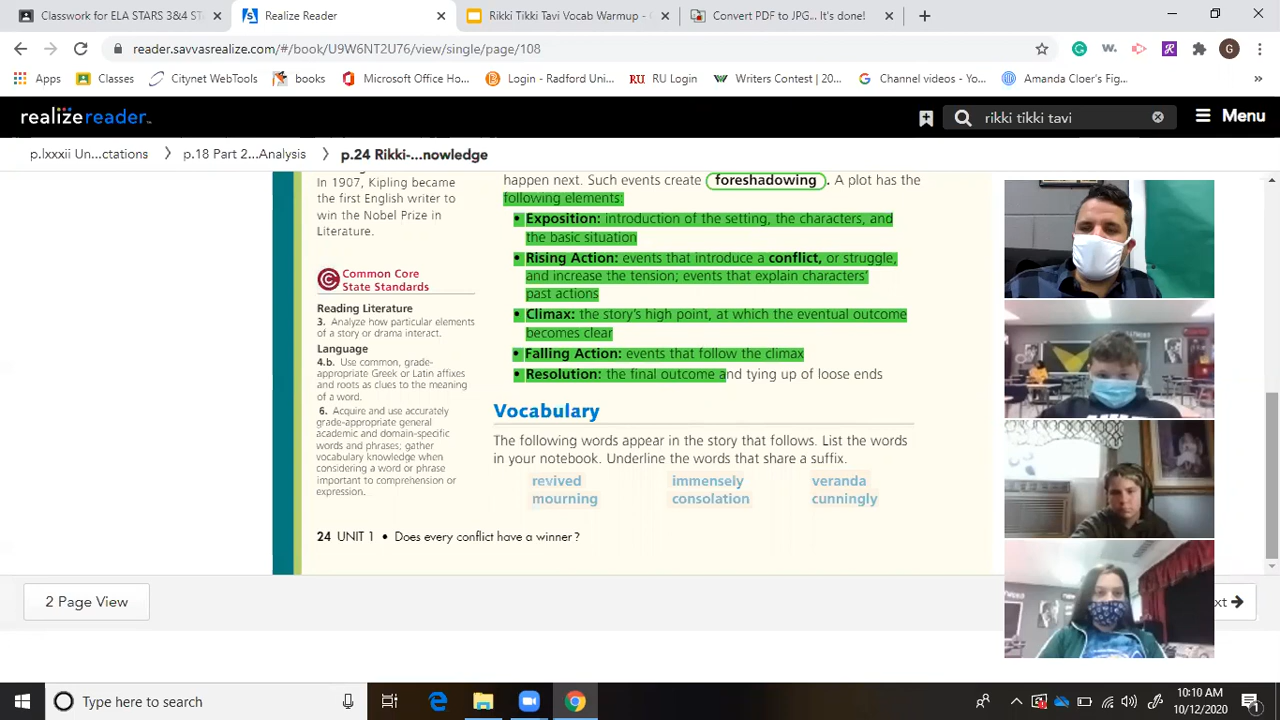 Classwork for ELA STARS 3&4 ST
Realize Reader
Rikki Tikki Tavi Vocab Warmup - G
Convert PDF to JPG... It's done!
reader.savvasrealize.com/#/book/U9W6NT2U76/view/single/page/108
G
Apps
Classes
Citynet WebTools
books
Microsoft Office Ho...
Login - Radford Uni...
RU RU Login
Writers Contest | 20...
Channel videos - Yo...
Amanda Cloer's Fig...
realizereader
rikki tikki tavi
Menu
p.lxxxii Un...ctations
p.18 Part 2...Analysis
p.24 Rikki-...nowledge
In 1907, Kipling became
the first English writer to
win the Nobel Prize in
Literature.
Common Core
State Standards
Reading Literature
3. Analyze how particular elements
of a story or drama interact.
Language
4.b. Use common, grade-
appropriate Greek or Latin affixes
and roots as clues to the meaning
of a word.
6. Acquire and use accurately
grade-appropriate general
academic and domain-specific
words and phrases; gather
vocabulary knowledge when
considering a word or phrase
important to comprehension or
expression.
happen next. Such events create foreshadowing. A plot has the
following elements:
• Exposition: introduction of the setting, the characters, and
the basic situation
• Rising Action: events that introduce a conflict, or struggle,
and increase the tension; events that explain characters'
past actions
• Climax: the story's high point, at which the eventual outcome
becomes clear
• Falling Action: events that follow the climax
• Resolution: the final outcome and tying up of loose ends
Vocabulary
The following words appear in the story that follows. List the words
in your notebook. Underline the words that share a suffix.
revived immensely veranda
mourning consolation cunningly
24 UNIT 1 • Does every conflict have a winner?
2 Page View
xt
Type here to search
10:10 AM
10/12/2020